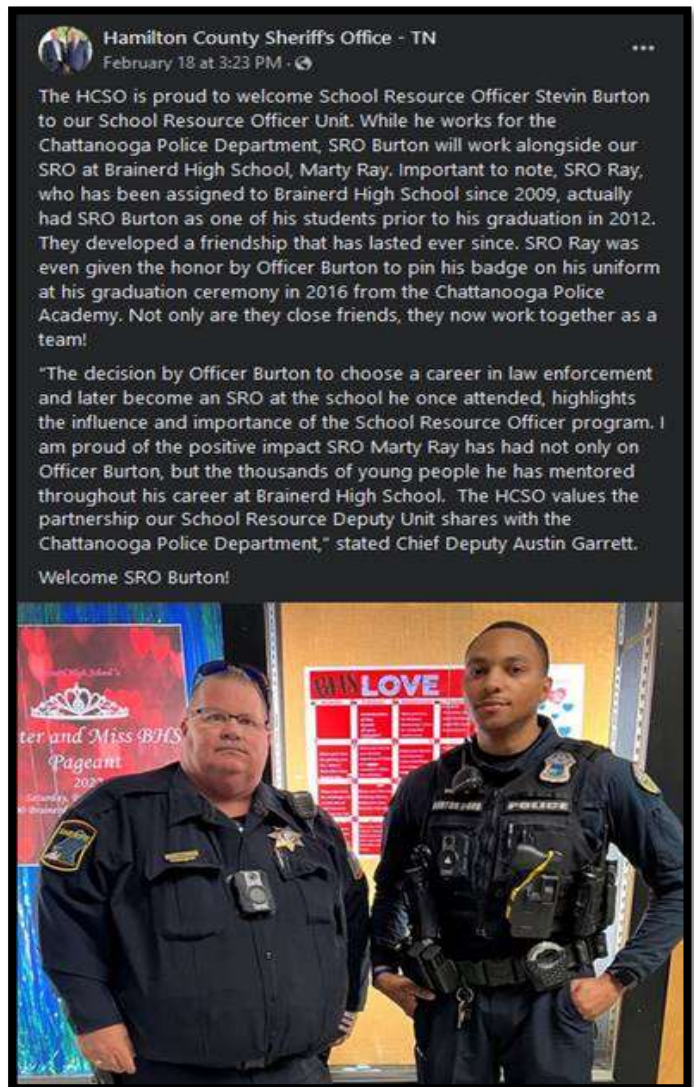 Hamilton County Sheriff's Office - TN
February 18 at 3:23 PM ·
The HCSO is proud to welcome School Resource Officer Stevin Burton
to our School Resource Officer Unit. While he works for the
Chattanooga Police Department, SRO Burton will work alongside our
SRO at Brainerd High School, Marty Ray. Important to note, SRO Ray,
who has been assigned to Brainerd High School since 2009, actually
had SRO Burton as one of his students prior to his graduation in 2012.
They developed a friendship that has lasted ever since. SRO Ray was
even given the honor by Officer Burton to pin his badge on his uniform
at his graduation ceremony in 2016 from the Chattanooga Police
Academy. Not only are they close friends, they now work together as a
team!
"The decision by Officer Burton to choose a career in law enforcement
and later become an SRO at the school he once attended, highlights
the influence and importance of the School Resource Officer program. I
am proud of the positive impact SRO Marty Ray has had not only on
Officer Burton, but the thousands of young people he has mentored
throughout his career at Brainerd High School. The HCSO values the
partnership our School Resource Deputy Unit shares with the
Chattanooga Police Department," stated Chief Deputy Austin Garrett.
Welcome SRO Burton!
High School's
ter and Miss BHS
Pageant
BHS LOVE
POLICE